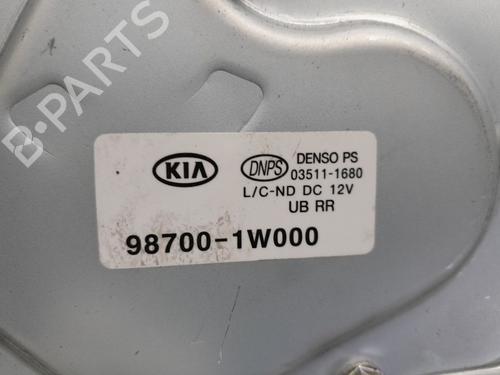 B-PARTS
KIA
DNPS
DENSO PS
03511-1680
L/C-ND DC 12V
UB RR
98700-1W000